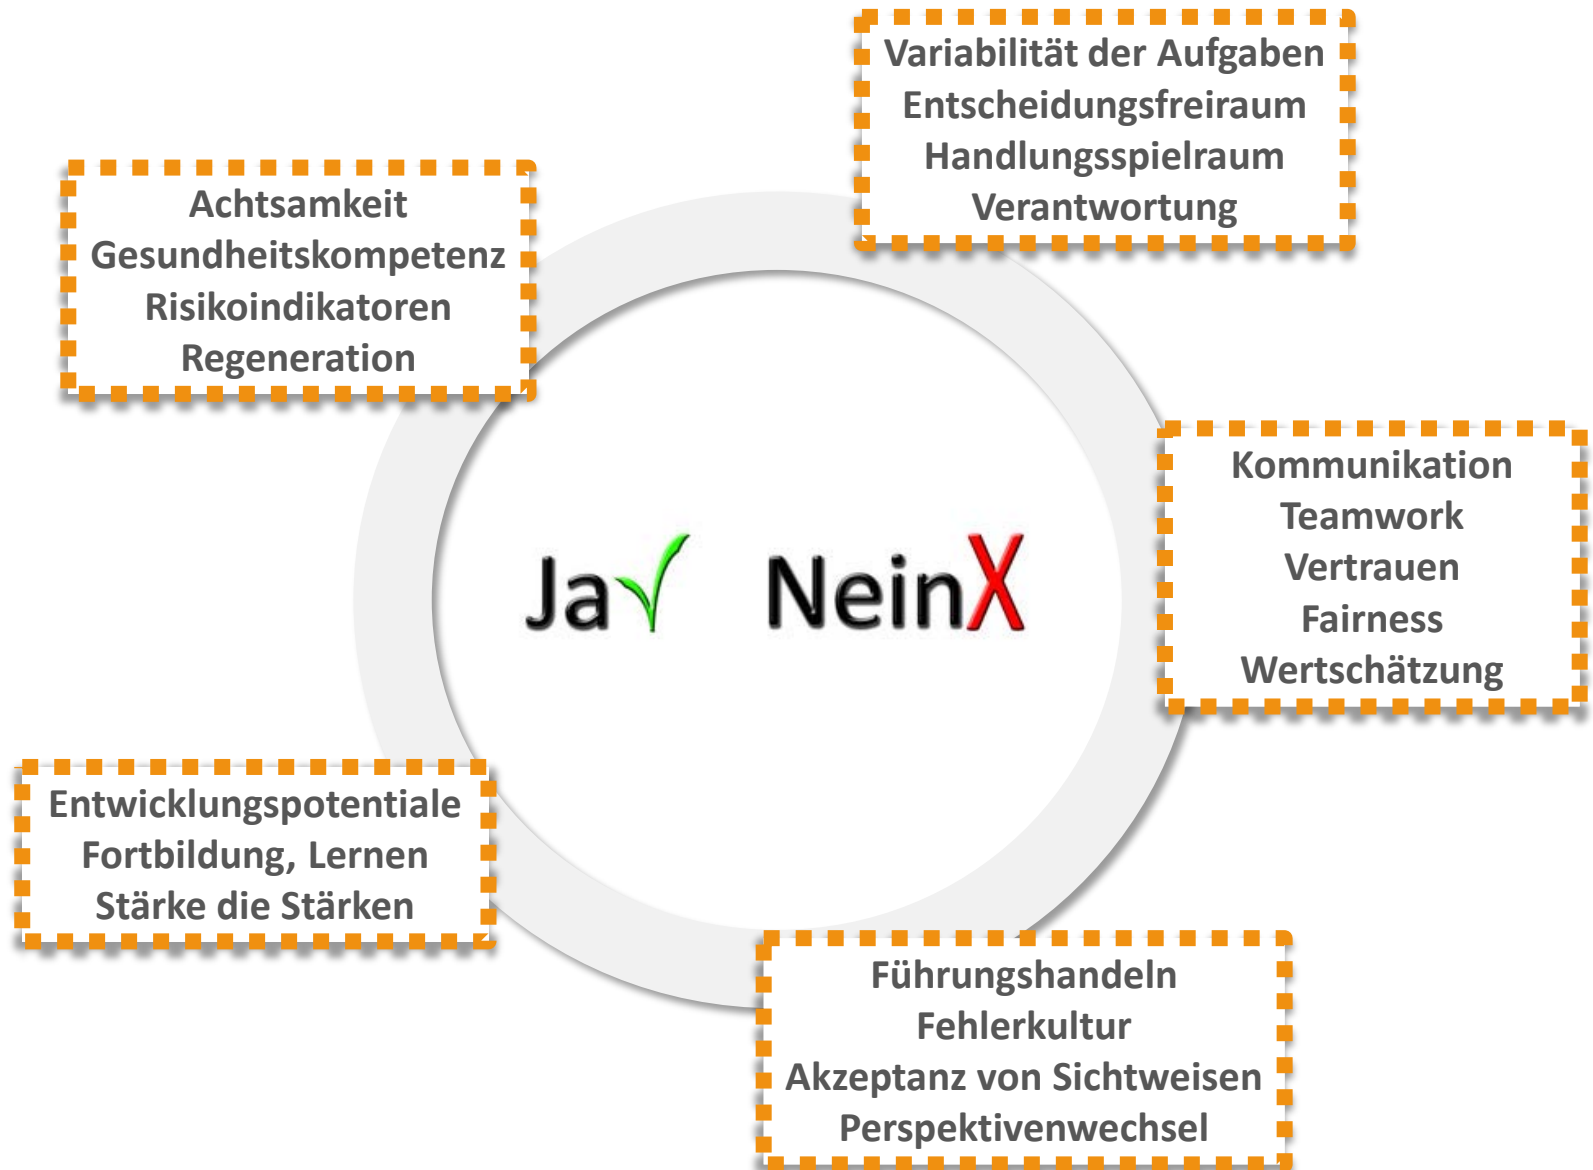 Variabilität der Aufgaben
Entscheidungsfreiraum
Handlungsspielraum
Verantwortung
Achtsamkeit
Gesundheitskompetenz
Risikoindikatoren
Regeneration
Kommunikation
Teamwork
Vertrauen
Fairness
Wertschätzung
Ja√ NeinX
Entwicklungspotentiale
Fortbildung, Lernen
Stärke die Stärken
Führungshandeln
Fehlerkultur
Akzeptanz von Sichtweisen
Perspektivenwechsel